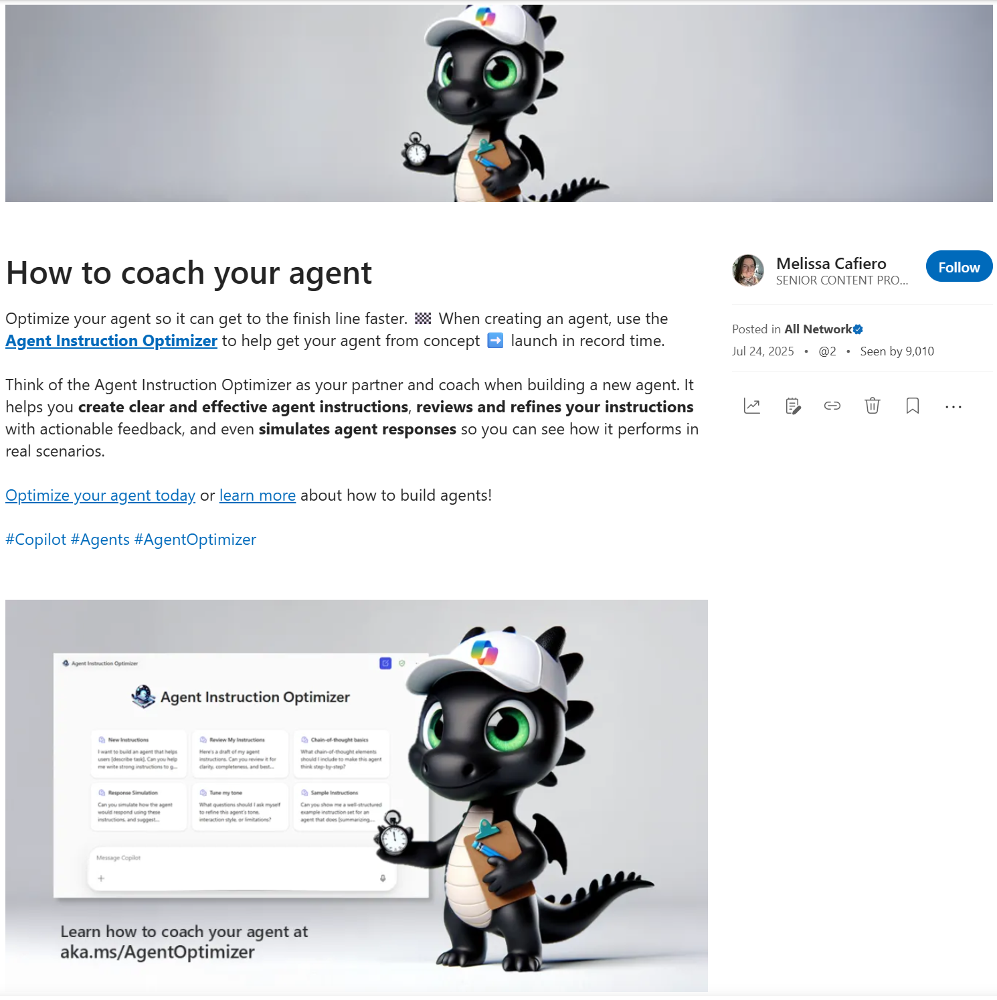 How to coach your agent
Optimize your agent so it can get to the finish line faster. 🏁 When creating an agent, use the
Agent Instruction Optimizer to help get your agent from concept ➡️ launch in record time.
Think of the Agent Instruction Optimizer as your partner and coach when building a new agent. It
helps you create clear and effective agent instructions, reviews and refines your instructions
with actionable feedback, and even simulates agent responses so you can see how it performs in
real scenarios.
Optimize your agent today or learn more about how to build agents!
#Copilot #Agents #AgentOptimizer
Melissa Cafiero
SENIOR CONTENT PRO...
Follow
Posted in All Network
Jul 24, 2025 • @2 • Seen by 9,010
Agent Instruction Optimizer
Agent Instruction Optimizer
New Instructions
I want to build an agent that helps
users [describe task]. Can you help
me write strong instructions to g...
Review My Instructions
Here's a draft of my agent
instructions. Can you review it for
clarity, completeness, and best...
Chain-of-thought basics
What chain-of-thought elements
should I include to make this agent
think step-by-step?
Response Simulation
Can you simulate how the agent
would respond using these
instructions, and suggest...
Tune my tone
What questions should I ask myself
to refine this agent's tone,
interaction style, or limitations?
Sample Instructions
Can you show me a well-structured
example instruction set for an
agent that does [summarizing,...
Message Copilot
Learn how to coach your agent at
aka.ms/AgentOptimizer